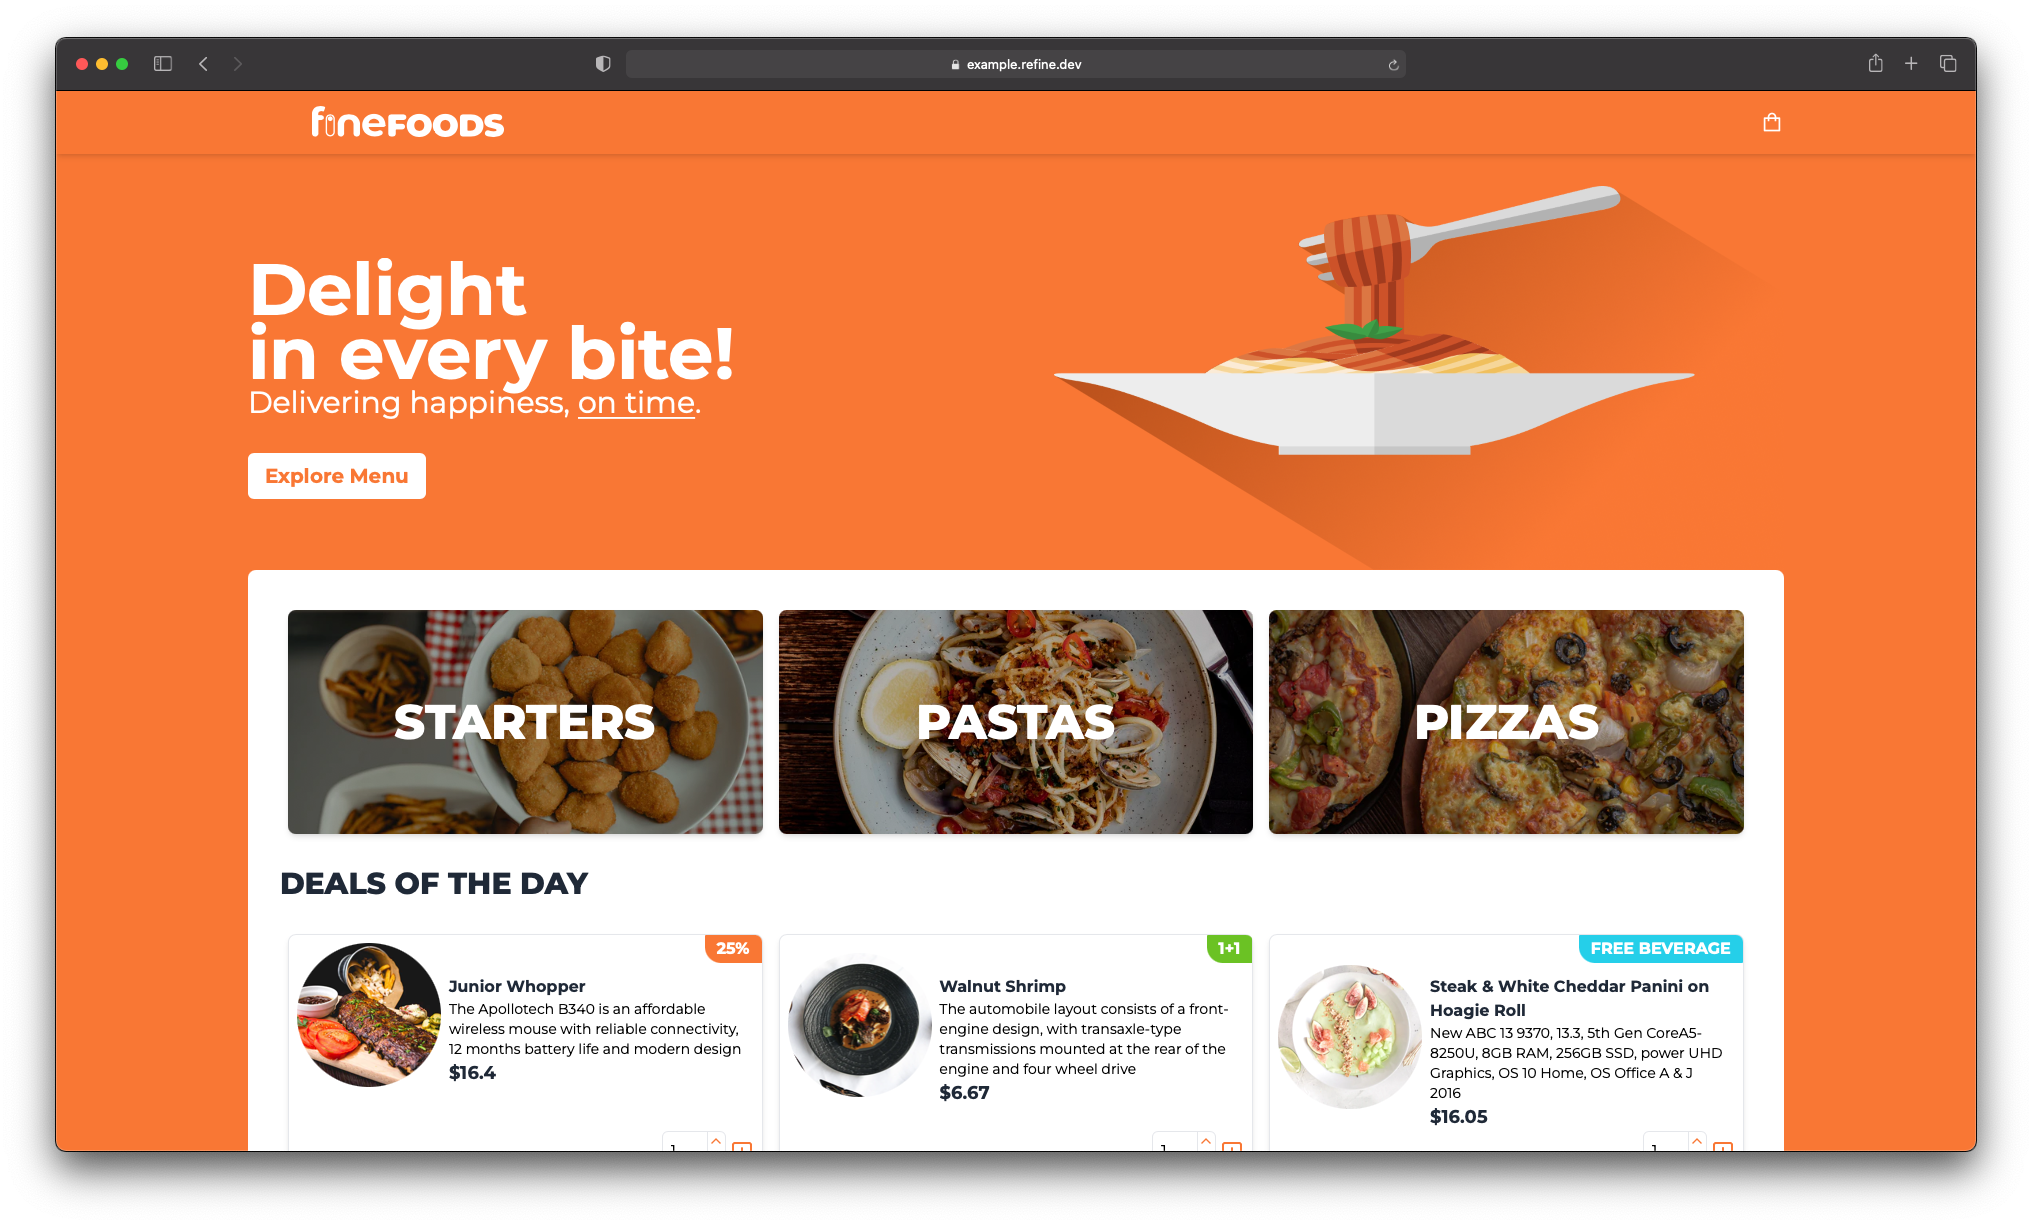 example.refine.dev
fineFOODS
Delight
in every bite!
Delivering happiness, on time.
Explore Menu
STARTERS
PASTAS
PIZZAS
DEALS OF THE DAY
25%
Junior Whopper
The Apollotech B340 is an affordable
wireless mouse with reliable connectivity,
12 months battery life and modern design
$16.4
1
1+1
Walnut Shrimp
The automobile layout consists of a front-
engine design, with transaxle-type
transmissions mounted at the rear of the
engine and four wheel drive
$6.67
1
FREE BEVERAGE
Steak & White Cheddar Panini on
Hoagie Roll
New ABC 13 9370, 13.3, 5th Gen CoreA5-
8250U, 8GB RAM, 256GB SSD, power UHD
Graphics, OS 10 Home, OS Office A & J
2016
$16.05
1